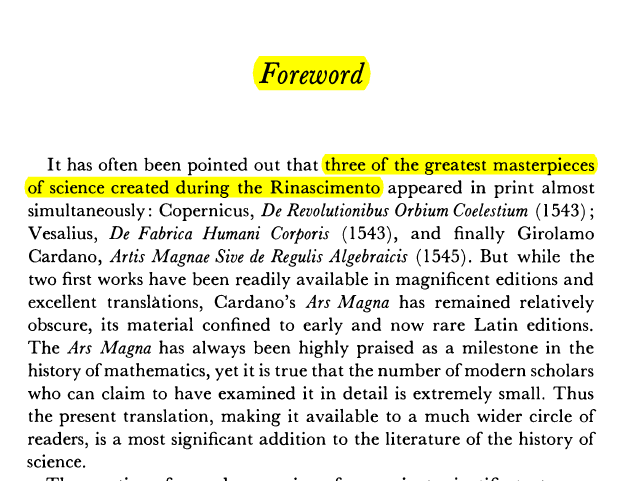 Foreword
It has often been pointed out that three of the greatest masterpieces
of science created during the Rinascimento appeared in print almost
simultaneously: Copernicus, De Revolutionibus Orbium Coelestium (1543);
Vesalius, De Fabrica Humani Corporis (1543), and finally Girolamo
Cardano, Artis Magnae Sive de Regulis Algebraicis (1545). But while the
two first works have been readily available in magnificent editions and
excellent translations, Cardano's Ars Magna has remained relatively
obscure, its material confined to early and now rare Latin editions.
The Ars Magna has always been highly praised as a milestone in the
history of mathematics, yet it is true that the number of modern scholars
who can claim to have examined it in detail is extremely small. Thus
the present translation, making it available to a much wider circle of
readers, is a most significant addition to the literature of the history of
science.